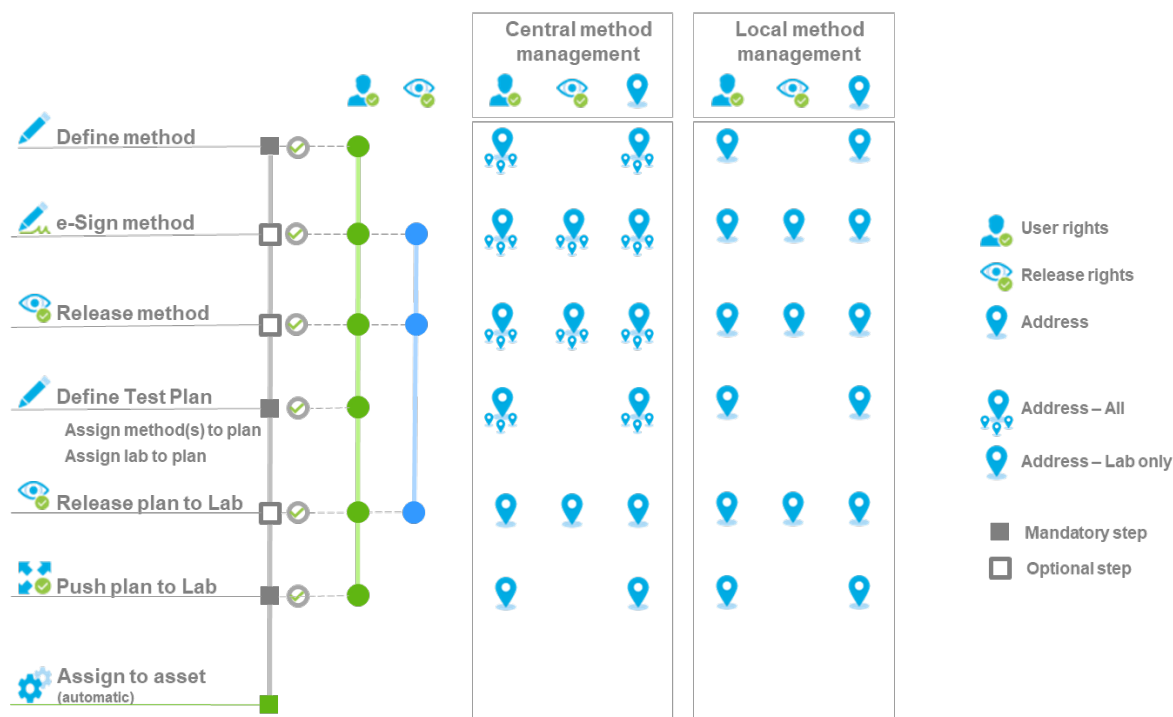 Central method
management
Local method
management
Define method
e-Sign method
Release method
Define Test Plan
Assign method(s) to plan
Assign lab to plan
Release plan to Lab
Push plan to Lab
Assign to asset
(automatic)
User rights
Release rights
Address
Address – All
Address – Lab only
Mandatory step
Optional step